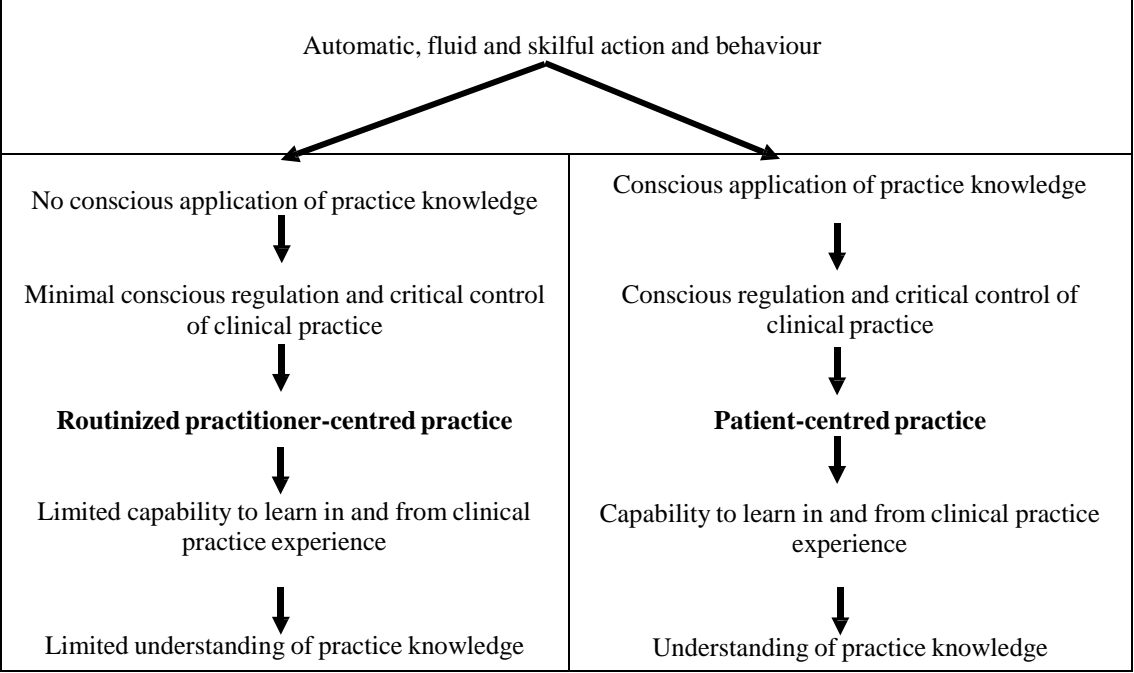 Automatic, fluid and skilful action and behaviour
No conscious application of practice knowledge
Minimal conscious regulation and critical control
of clinical practice
Routinized practitioner-centred practice
Limited capability to learn in and from clinical
practice experience
Limited understanding of practice knowledge
Conscious application of practice knowledge
Conscious regulation and critical control of
clinical practice
Patient-centred practice
Capability to learn in and from clinical practice
experience
Understanding of practice knowledge